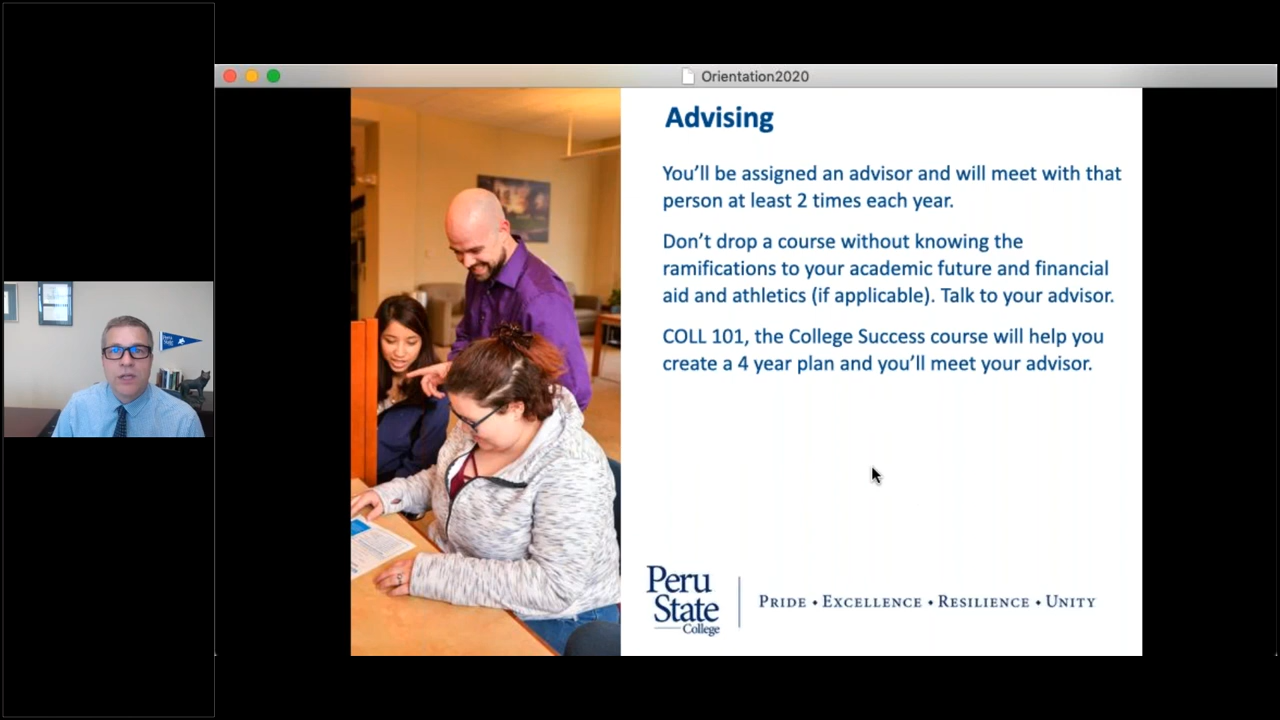 Orientation2020
Advising
You'll be assigned an advisor and will meet with that
person at least 2 times each year.
Don't drop a course without knowing the
ramifications to your academic future and financial
aid and athletics (if applicable). Talk to your advisor.
COLL 101, the College Success course will help you
create a 4 year plan and you'll meet your advisor.
Peru
State
College
PRIDE • EXCELLENCE • RESILIENCE • UNITY
Peru
State